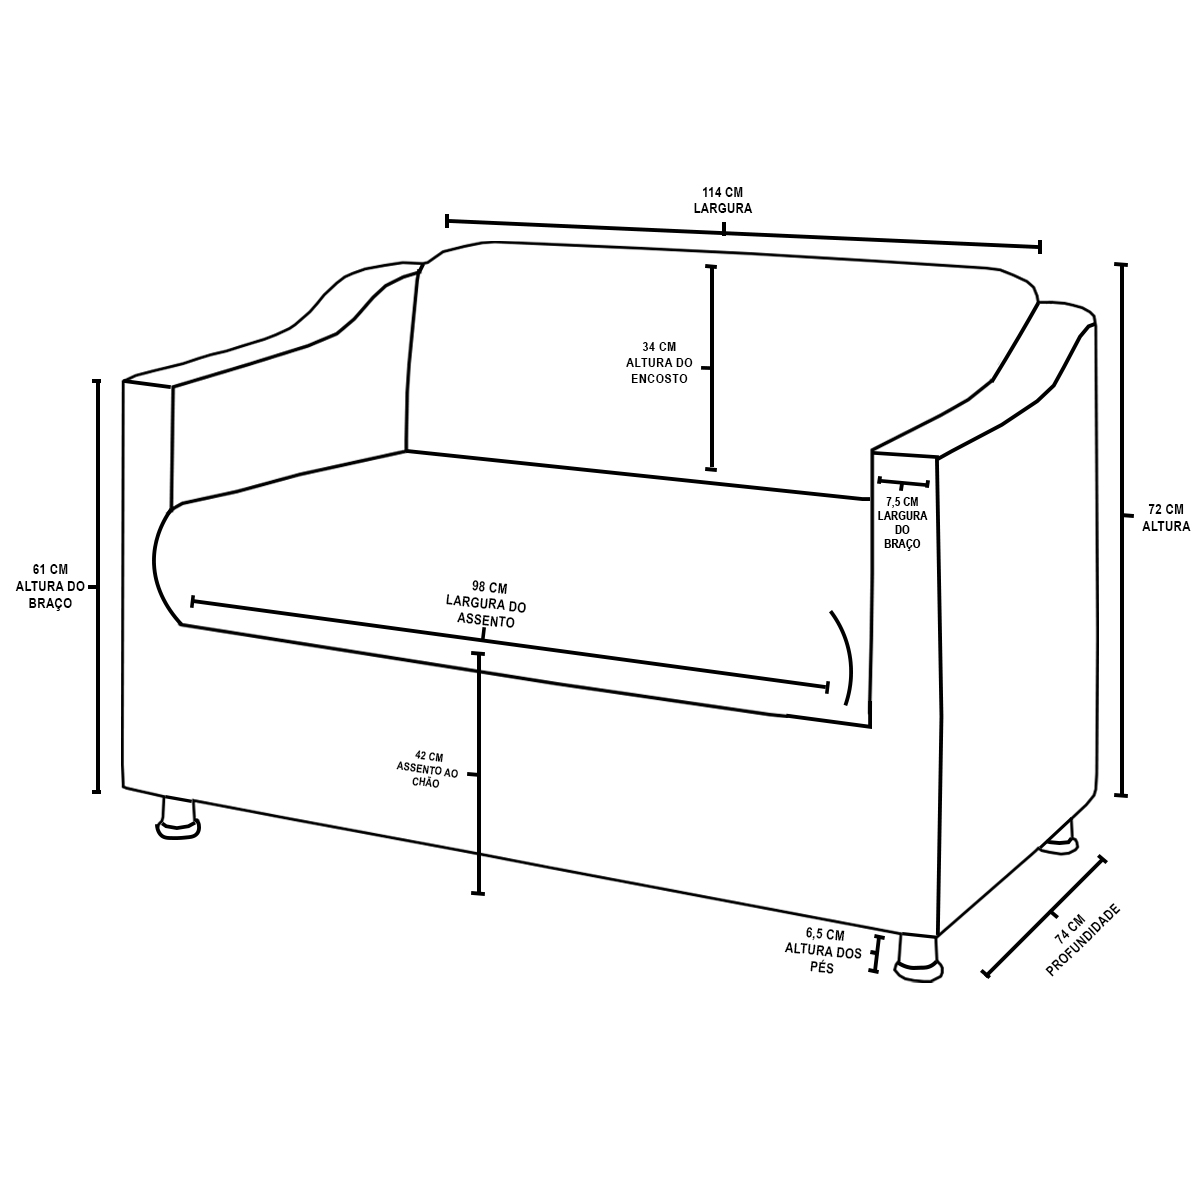 114 CM
LARGURA
34 CM
ALTURA DO
ENCOSTO
7,5 CM
LARGURA
DO
BRAÇO
72 CM
ALTURA
61 CM
ALTURA DO
BRAÇO
98 CM
LARGURA DO
ASSENTO
42 CM
ASSENTO AO
CHÃO
6,5 CM
ALTURA DOS
PÉS
74 CM
PROFUNDIDADE